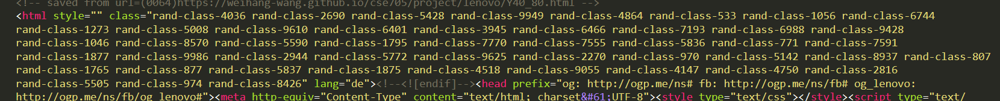 <!-- saved from url=(0064)https://weihang-wang.github.io/cse705/project/lenovo/Y40_80.html -->
<html style="" class="rand-class-4036 rand-class-2690 rand-class-5428 rand-class-9949 rand-class-4864 rand-class-533 rand-class-1056 rand-class-6744
rand-class-1273 rand-class-5008 rand-class-9610 rand-class-6401 rand-class-3945 rand-class-6466 rand-class-7193 rand-class-6988 rand-class-9428
rand-class-1046 rand-class-8570 rand-class-5590 rand-class-1795 rand-class-7770 rand-class-7555 rand-class-5836 rand-class-771 rand-class-7591
rand-class-1877 rand-class-9986 rand-class-2944 rand-class-5772 rand-class-9625 rand-class-2270 rand-class-970 rand-class-5142 rand-class-8937 rand-class-807
rand-class-1765 rand-class-877 rand-class-5837 rand-class-1875 rand-class-4518 rand-class-9055 rand-class-4147 rand-class-4750 rand-class-2816
rand-class-5505 rand-class-974 rand-class-8426" lang="de"><!--<![endif]--><head prefix="og: http://ogp.me/ns# fb: http://ogp.me/ns/fb# og_lenovo:
http://ogp.me/ns/fb/og_lenovo#"><meta http-equiv="Content-Type" content="text/html; charset&#61;UTF-8"><style type="text/css"></style><script type="text/